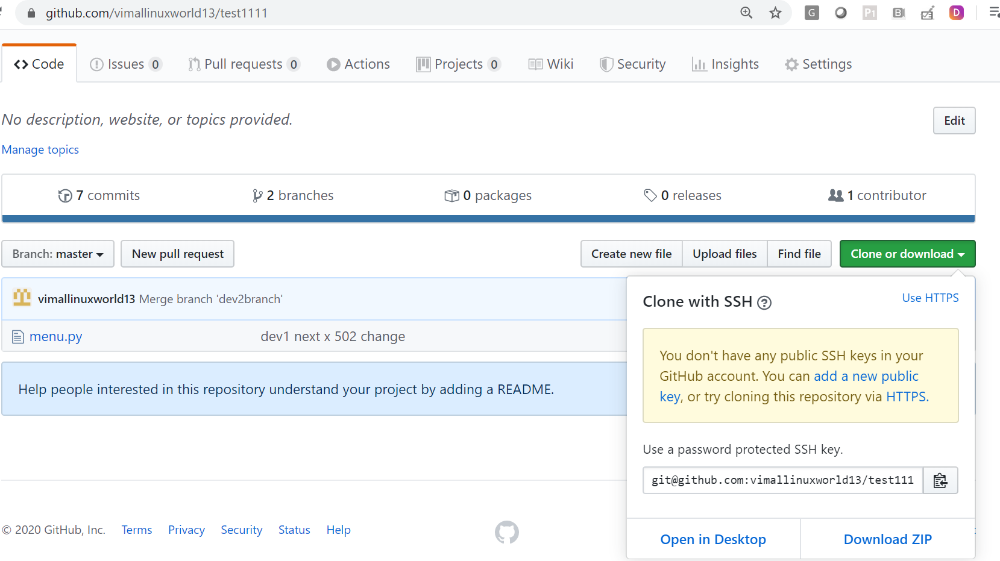 github.com/vimallinuxworld13/test1111
G P1 B D
Code Issues 0 Pull requests 0 Actions Projects 0 Wiki Security Insights Settings
No description, website, or topics provided.
Edit
Manage topics
7 commits 2 branches 0 packages 0 releases 1 contributor
Branch: master New pull request Create new file Upload files Find file Clone or download
vimallinuxworld13 Merge branch 'dev2branch'
menu.py dev1 next x 502 change
Help people interested in this repository understand your project by adding a README.
Clone with SSH ? Use HTTPS
You don't have any public SSH keys in your
GitHub account. You can add a new public
key, or try cloning this repository via HTTPS.
Use a password protected SSH key.
git@github.com:vimallinuxworld13/test111
Open in Desktop Download ZIP
© 2020 GitHub, Inc. Terms Privacy Security Status Help